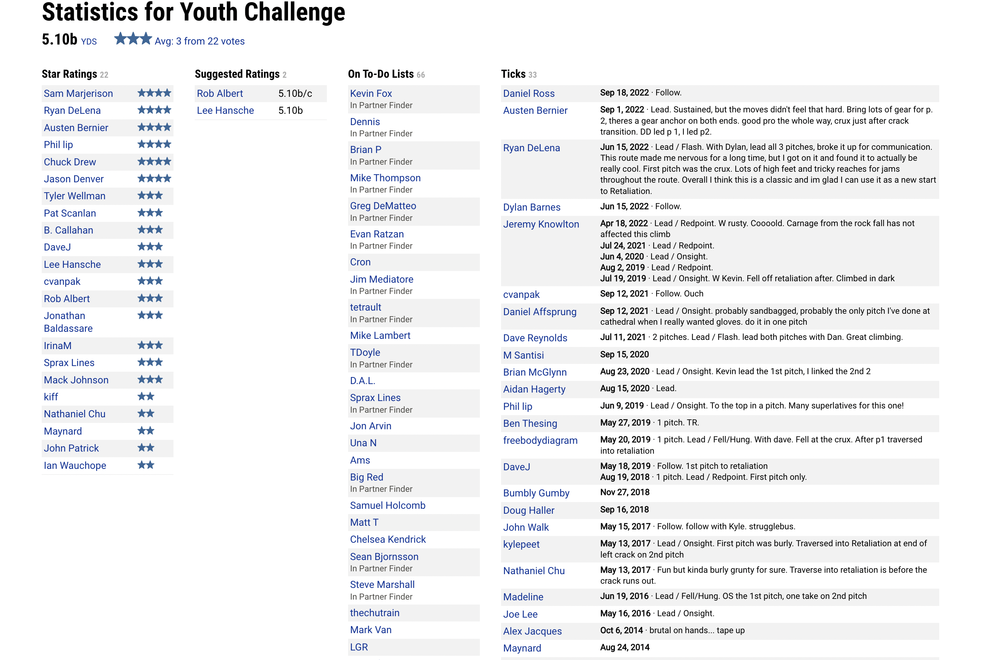 Statistics for Youth Challenge
5.10b YDS Avg: 3 from 22 votes
Star Ratings 22
Sam Marjerison
Ryan DeLena
Austen Bernier
Phil lip
Chuck Drew
Jason Denver
Tyler Wellman
Pat Scanlan
B. Callahan
DaveJ
Lee Hansche
cvanpak
Rob Albert
Jonathan
Baldassare
IrinaM
Sprax Lines
Mack Johnson
kiff
Nathaniel Chu
Maynard
John Patrick
Ian Wauchope
Suggested Ratings 2
Rob Albert 5.10b/c
Lee Hansche 5.10b
On To-Do Lists 66
Kevin Fox
In Partner Finder
Dennis
In Partner Finder
Brian P
In Partner Finder
Mike Thompson
In Partner Finder
Greg DeMatteo
In Partner Finder
Evan Ratzan
In Partner Finder
Cron
Jim Mediatore
In Partner Finder
tetrault
In Partner Finder
Mike Lambert
TDoyle
In Partner Finder
D.A.L.
Sprax Lines
In Partner Finder
Jon Arvin
Una N
Ams
Big Red
In Partner Finder
Samuel Holcomb
Matt T
Chelsea Kendrick
Sean Bjornsson
In Partner Finder
Steve Marshall
In Partner Finder
thechutrain
Mark Van
LGR
Ticks 33
Daniel Ross Sep 18, 2022 · Follow.
Austen Bernier Sep 1, 2022 · Lead. Sustained, but the moves didn't feel that hard. Bring lots of gear for p.
2, theres a gear anchor on both ends. good pro the whole way, crux just after crack
transition. DD led p 1, I led p2.
Ryan DeLena Jun 15, 2022 · Lead / Flash. With Dylan, lead all 3 pitches, broke it up for communication.
This route made me nervous for a long time, but I got on it and found it to actually be
really cool. First pitch was the crux. Lots of high feet and tricky reaches for jams
throughout the route. Overall I think this is a classic and im glad I can use it as a new start
to Retaliation.
Dylan Barnes Jun 15, 2022 · Follow.
Jeremy Knowlton Apr 18, 2022 · Lead / Redpoint. W rusty. Coooold. Carnage from the rock fall has not
affected this climb
Jul 24, 2021 · Lead / Redpoint.
Jun 4, 2020 · Lead / Onsight.
Aug 2, 2019 · Lead / Redpoint.
Jul 19, 2019 · Lead / Onsight. W Kevin. Fell off retaliation after. Climbed in dark
cvanpak Sep 12, 2021 · Follow. Ouch
Daniel Affsprung Sep 12, 2021 · Lead / Onsight. probably sandbagged, probably the only pitch I've done at
cathedral when I really wanted gloves. do it in one pitch
Dave Reynolds Jul 11, 2021 · 2 pitches. Lead / Flash. lead both pitches with Dan. Great climbing.
M Santisi Sep 15, 2020
Brian McGlynn Aug 23, 2020 · Lead / Onsight. Kevin lead the 1st pitch, I linked the 2nd 2
Aidan Hagerty Aug 15, 2020 · Lead.
Phil lip Jun 9, 2019 · Lead / Onsight. To the top in a pitch. Many superlatives for this one!
Ben Thesing May 27, 2019 · 1 pitch. TR.
freebodydiagram May 20, 2019 · 1 pitch. Lead / Fell/Hung. With dave. Fell at the crux. After p1 traversed
into retaliation
DaveJ May 18, 2019 · Follow. 1st pitch to retaliation
Aug 19, 2018 · 1 pitch. Lead / Redpoint. First pitch only.
Bumbly Gumby Nov 27, 2018
Doug Haller Sep 16, 2018
John Walk May 15, 2017 · Follow. follow with Kyle. strugglebus.
kylepeet May 13, 2017 · Lead / Onsight. First pitch was burly. Traversed into Retaliation at end of
left crack on 2nd pitch
Nathaniel Chu May 13, 2017 · Fun but kinda burly grunty for sure. Traverse into retaliation is before the
crack runs out.
Madeline Jun 19, 2016 · Lead / Fell/Hung. OS the 1st pitch, one take on 2nd pitch
Joe Lee May 16, 2016 · Lead / Onsight.
Alex Jacques Oct 6, 2014 · brutal on hands... tape up
Maynard Aug 24, 2014